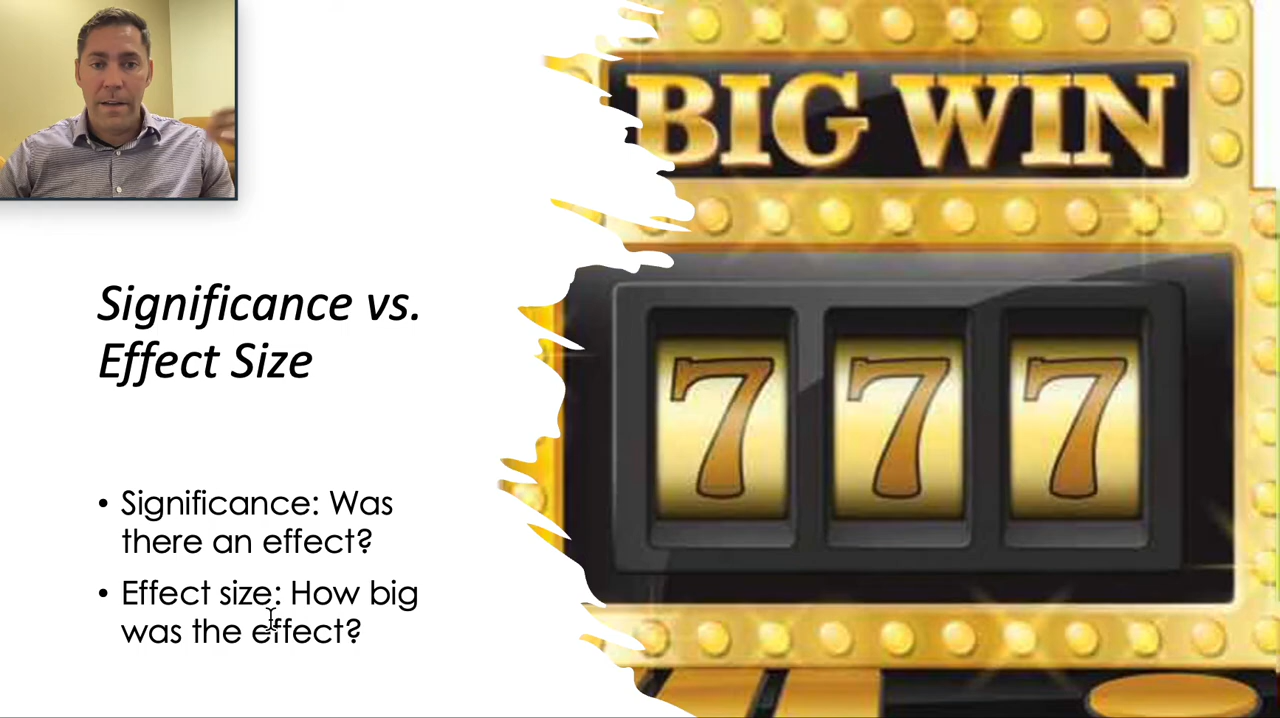 BIG WIN
Significance vs.
Effect Size
7 7 7
• Significance: Was
there an effect?
• Effect size: How big
was the effect?